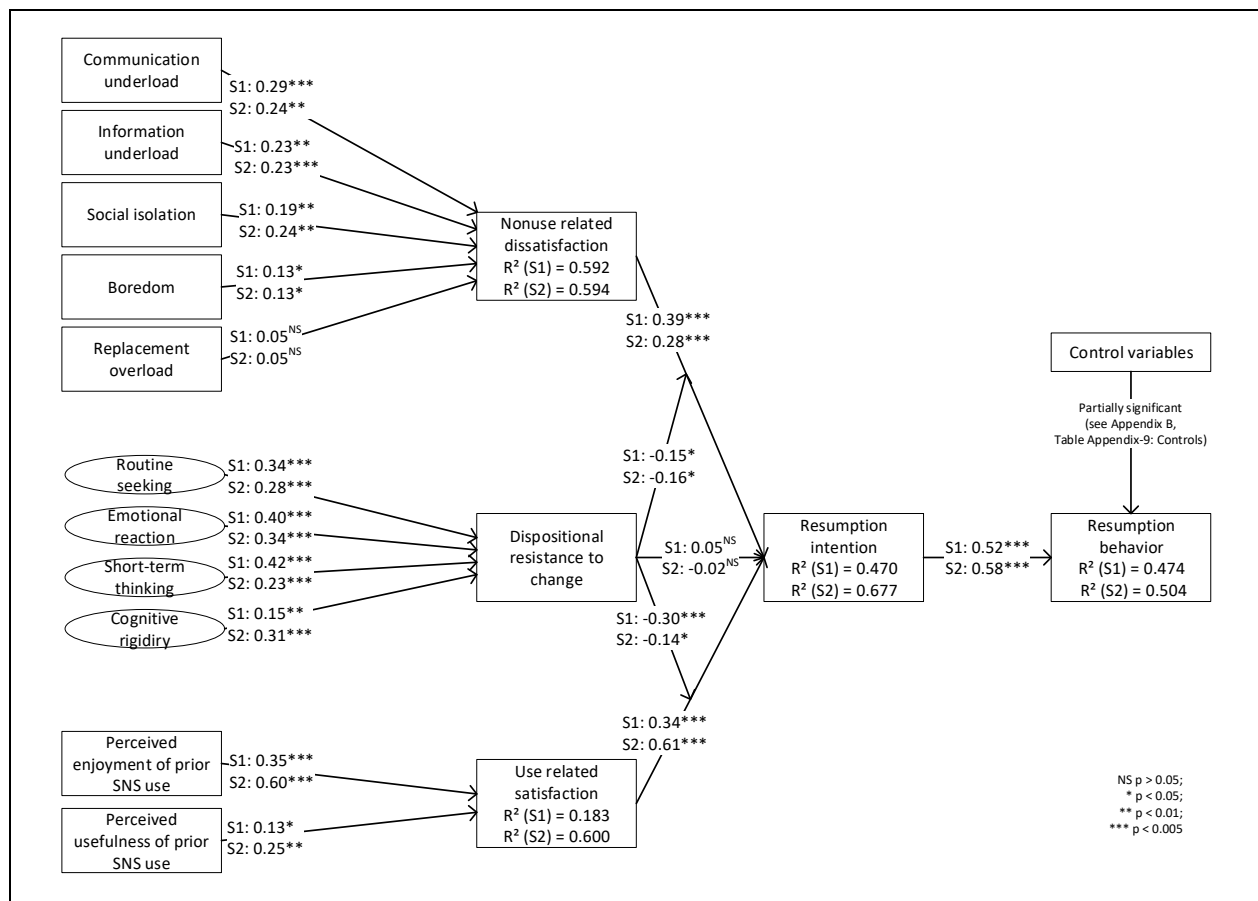 Communication
underload
S1: 0.29***
S2: 0.24**
Information
underload
S1: 0.23**
S2: 0.23***
Social isolation
S1: 0.19**
S2: 0.24**
Boredom
S1: 0.13*
S2: 0.13*
Replacement
overload
S1: 0.05NS
S2: 0.05NS
Nonuse related
dissatisfaction
R² (S1) = 0.592
R² (S2) = 0.594
S1: 0.39***
S2: 0.28***
Control variables
Partially significant
(see Appendix B,
Table Appendix-9: Controls)
Routine
seeking
S1: 0.34***
S2: 0.28***
Emotional
reaction
S1: 0.40***
S2: 0.34***
Short-term
thinking
S1: 0.42***
S2: 0.23***
Cognitive
rigidiry
S1: 0.15**
S2: 0.31***
Dispositional
resistance to
change
S1: -0.15*
S2: -0.16*
S1: 0.05NS
S2: -0.02NS
S1: -0.30***
S2: -0.14*
Resumption
intention
R² (S1) = 0.470
R² (S2) = 0.677
S1: 0.52***
S2: 0.58***
Resumption
behavior
R² (S1) = 0.474
R² (S2) = 0.504
S1: 0.34***
S2: 0.61***
Perceived
enjoyment of prior
SNS use
S1: 0.35***
S2: 0.60***
Perceived
usefulness of prior
SNS use
S1: 0.13*
S2: 0.25**
Use related
satisfaction
R² (S1) = 0.183
R² (S2) = 0.600
NS p > 0.05;
* p < 0.05;
** p < 0.01;
*** p < 0.005